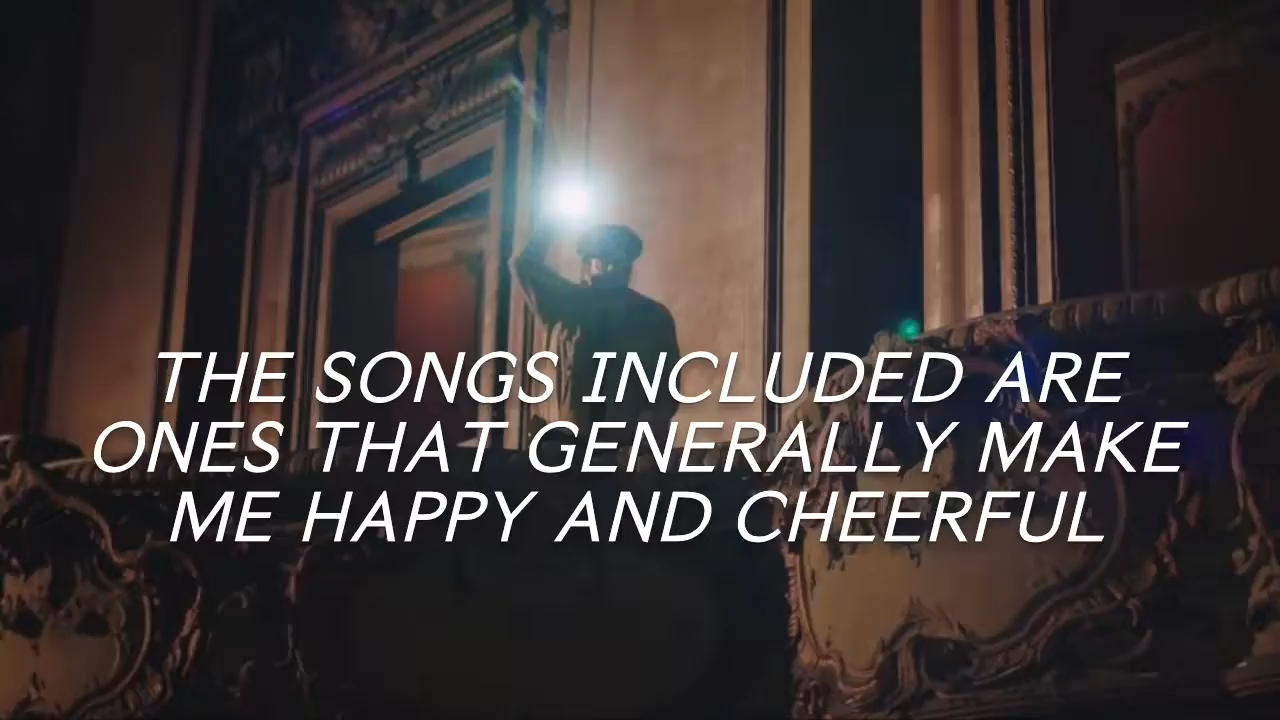 THE SONGS INCLUDED ARE
ONES THAT GENERALLY MAKE
ME HAPPY AND CHEERFUL